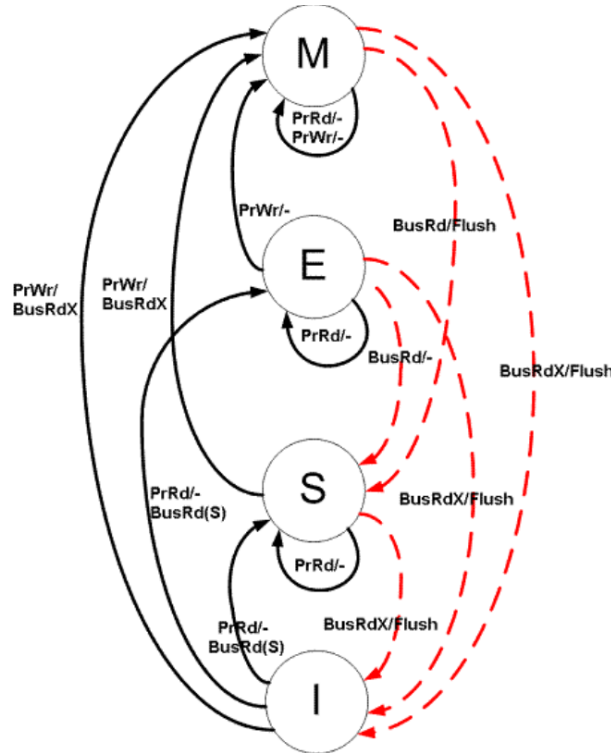 M
PrRd/-
PrWr/-
PrWr/-
BusRd/Flush
E
PrWr/
BusRdX
PrWr/
BusRdX
PrRd/-
BusRd/-
BusRdX/Flush
S
PrRd/-
BusRd(S)
BusRdX/Flush
PrRd/-
PrRd/-
BusRd(S)
BusRdX/Flush
I